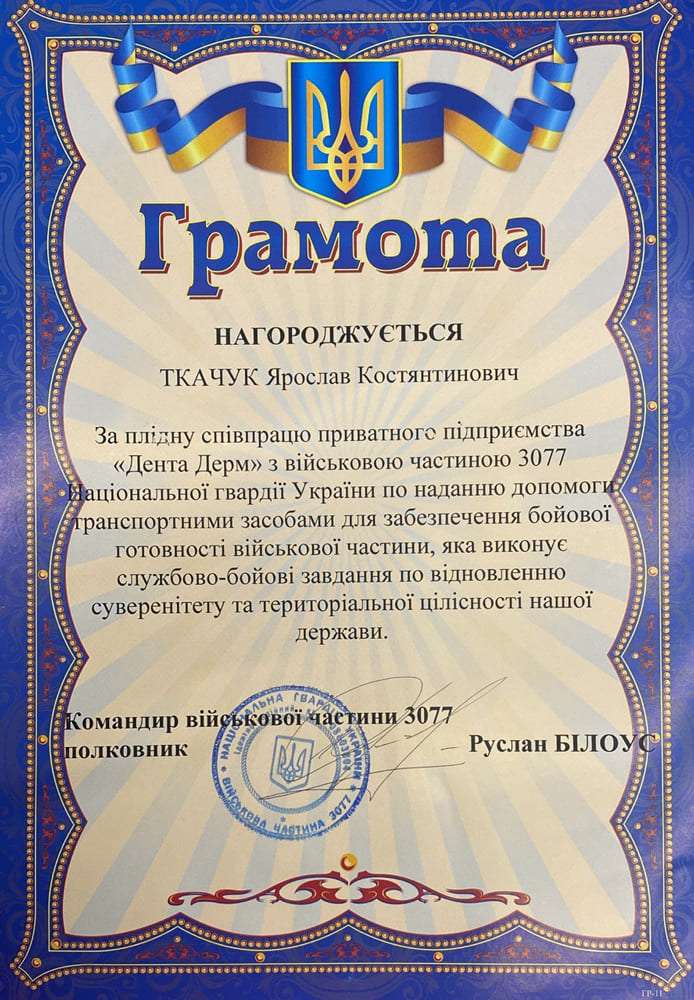 Грамота
НАГОРОДЖУЄТЬСЯ
ТКАЧУК Ярослав Костянтинович
За плідну співпрацю приватного підприємства
«Дента Дерм» з військовою частиною 3077
Національної гвардії України по наданню допомоги
транспортними засобами для забезпечення бойової
готовності військової частини, яка виконує
службово-бойові завдання по відновленню
суверенітету та територіальної цілісності нашої
держави.
Командир військової частини 3077
полковник
Руслан БІЛОУС
НАЦІОНАЛЬНА ГВАРДІЯ УКРАЇНИ
ВІЙСЬКОВА ЧАСТИНА 3077
ГР-11